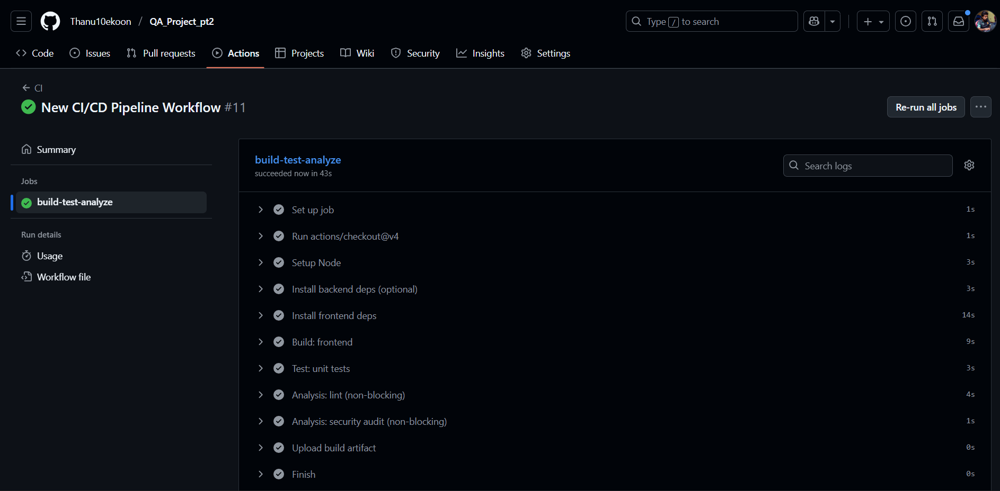 Thanu10ekoon / QA_Project_pt2
Type / to search
Code
Issues
Pull requests
Actions
Projects
Wiki
Security
Insights
Settings
CI
New CI/CD Pipeline Workflow #11
Re-run all jobs
Summary
Jobs
build-test-analyze
Run details
Usage
Workflow file
build-test-analyze
succeeded now in 43s
Search logs
Set up job 1s
Run actions/checkout@v4 1s
Setup Node 3s
Install backend deps (optional) 3s
Install frontend deps 14s
Build: frontend 9s
Test: unit tests 3s
Analysis: lint (non-blocking) 4s
Analysis: security audit (non-blocking) 1s
Upload build artifact 0s
Finish 0s